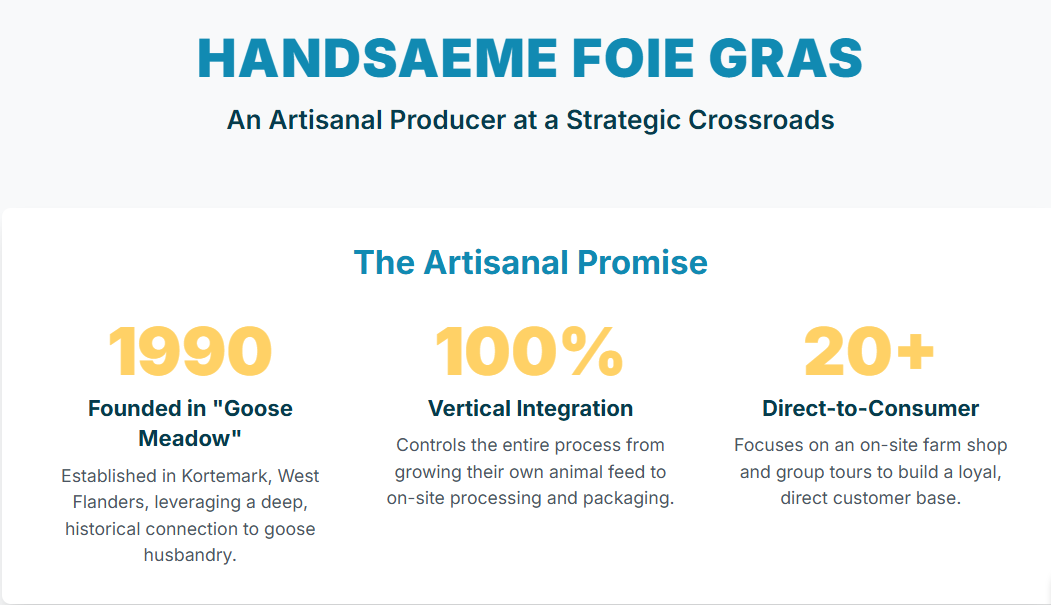 HANDSAEME FOIE GRAS
An Artisanal Producer at a Strategic Crossroads
The Artisanal Promise
1990
Founded in "Goose
Meadow"
Established in Kortemark, West
Flanders, leveraging a deep,
historical connection to goose
husbandry.
100%
Vertical Integration
Controls the entire process from
growing their own animal feed to
on-site processing and packaging.
20+
Direct-to-Consumer
Focuses on an on-site farm shop
and group tours to build a loyal,
direct customer base.